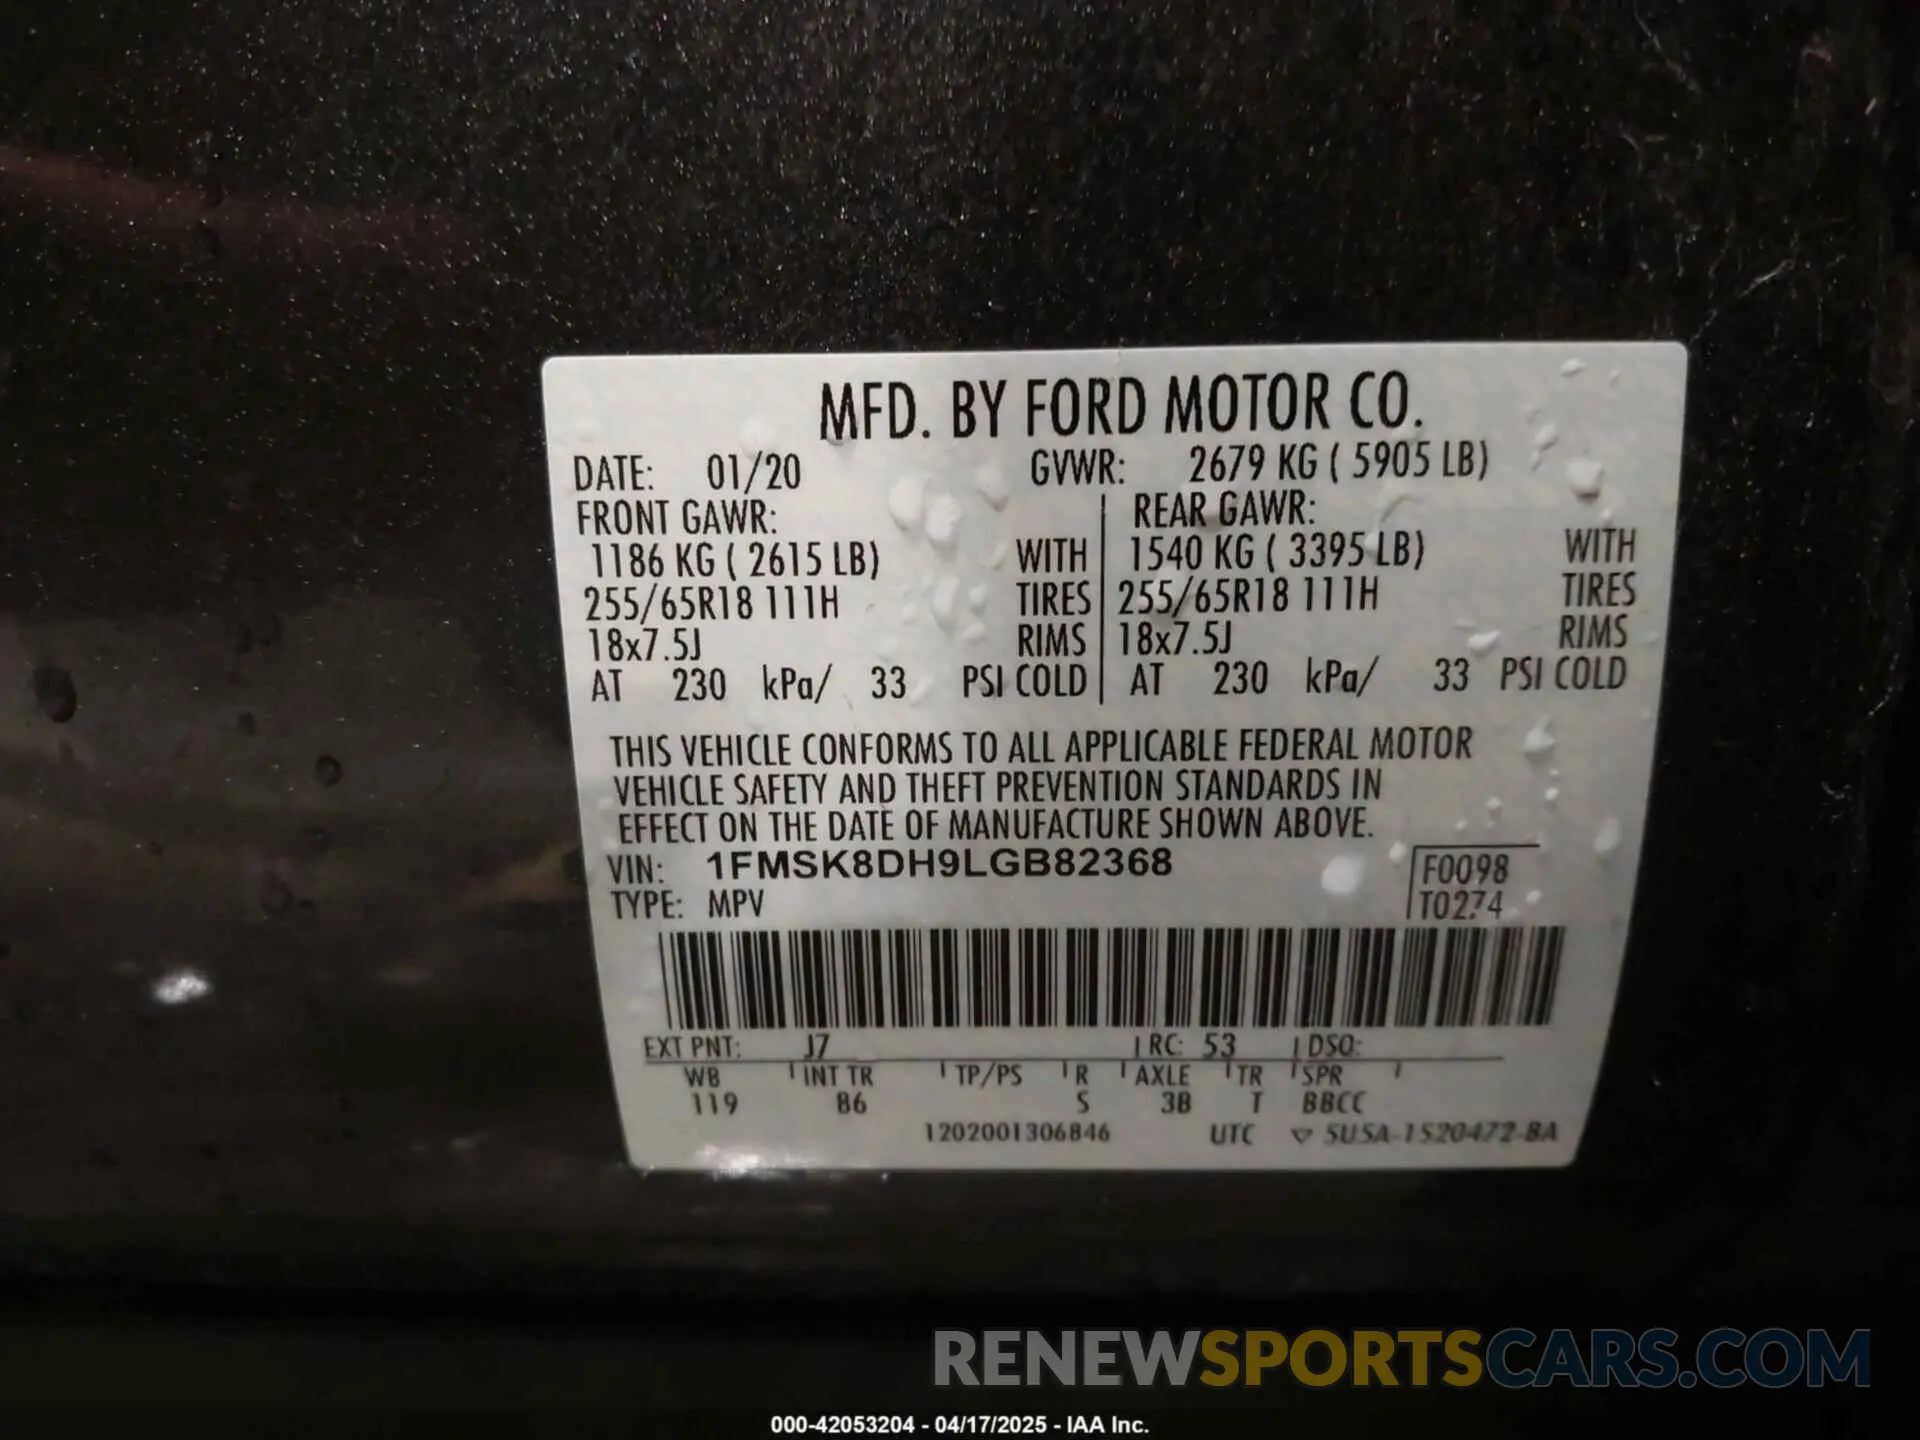 MFD. BY FORD MOTOR CO.
DATE: 01/20 GVWR: 2679 KG ( 5905 LB)
FRONT GAWR: REAR GAWR:
1186 KG ( 2615 LB) WITH 1540 KG ( 3395 LB) WITH
255/65R18 111H TIRES 255/65R18 111H TIRES
18x7.5J RIMS 18x7.5J RIMS
AT 230 kPa/ 33 PSI COLD AT 230 kPa/ 33 PSI COLD
THIS VEHICLE CONFORMS TO ALL APPLICABLE FEDERAL MOTOR
VEHICLE SAFETY AND THEFT PREVENTION STANDARDS IN
EFFECT ON THE DATE OF MANUFACTURE SHOWN ABOVE.
VIN: 1FMSK8DH9LGB82368 F0098
TYPE: MPV T0274
EXT PNT: J7 RC: 53 DSO:
WB INT TR TP/PS R AXLE TR SPR
119 86 S 3B T BBCC
1202001306846 UTC ▽ 5U5A-1520472-BA
RENEWSPORTSCARS.COM
000-42053204 - 04/17/2025 - IAA Inc.